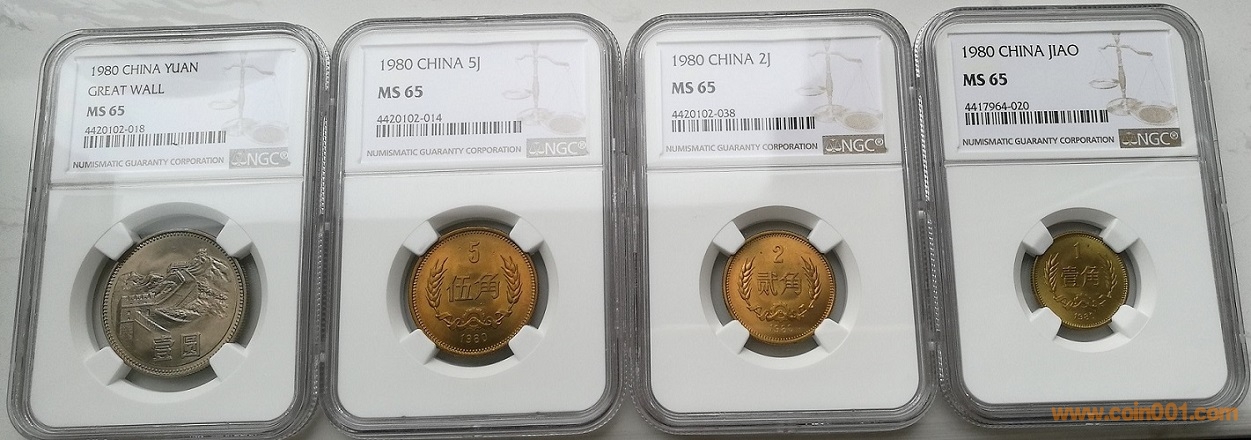 1980 CHINA YUAN
GREAT WALL
MS 65
4420102-018
NUMISMATIC GUARANTY CORPORATION NGC®
壹圆
1980 CHINA 5J
MS 65
4420102-014
NUMISMATIC GUARANTY CORPORATION NGC®
5
伍角
1980
1980 CHINA 2J
MS 65
4420102-038
NUMISMATIC GUARANTY CORPORATION NGC®
2
贰角
1980
1980 CHINA JIAO
MS 65
4417964-020
NUMISMATIC GUARANTY CORPORATION NGC®
1
壹角
1980
www.coin001.com